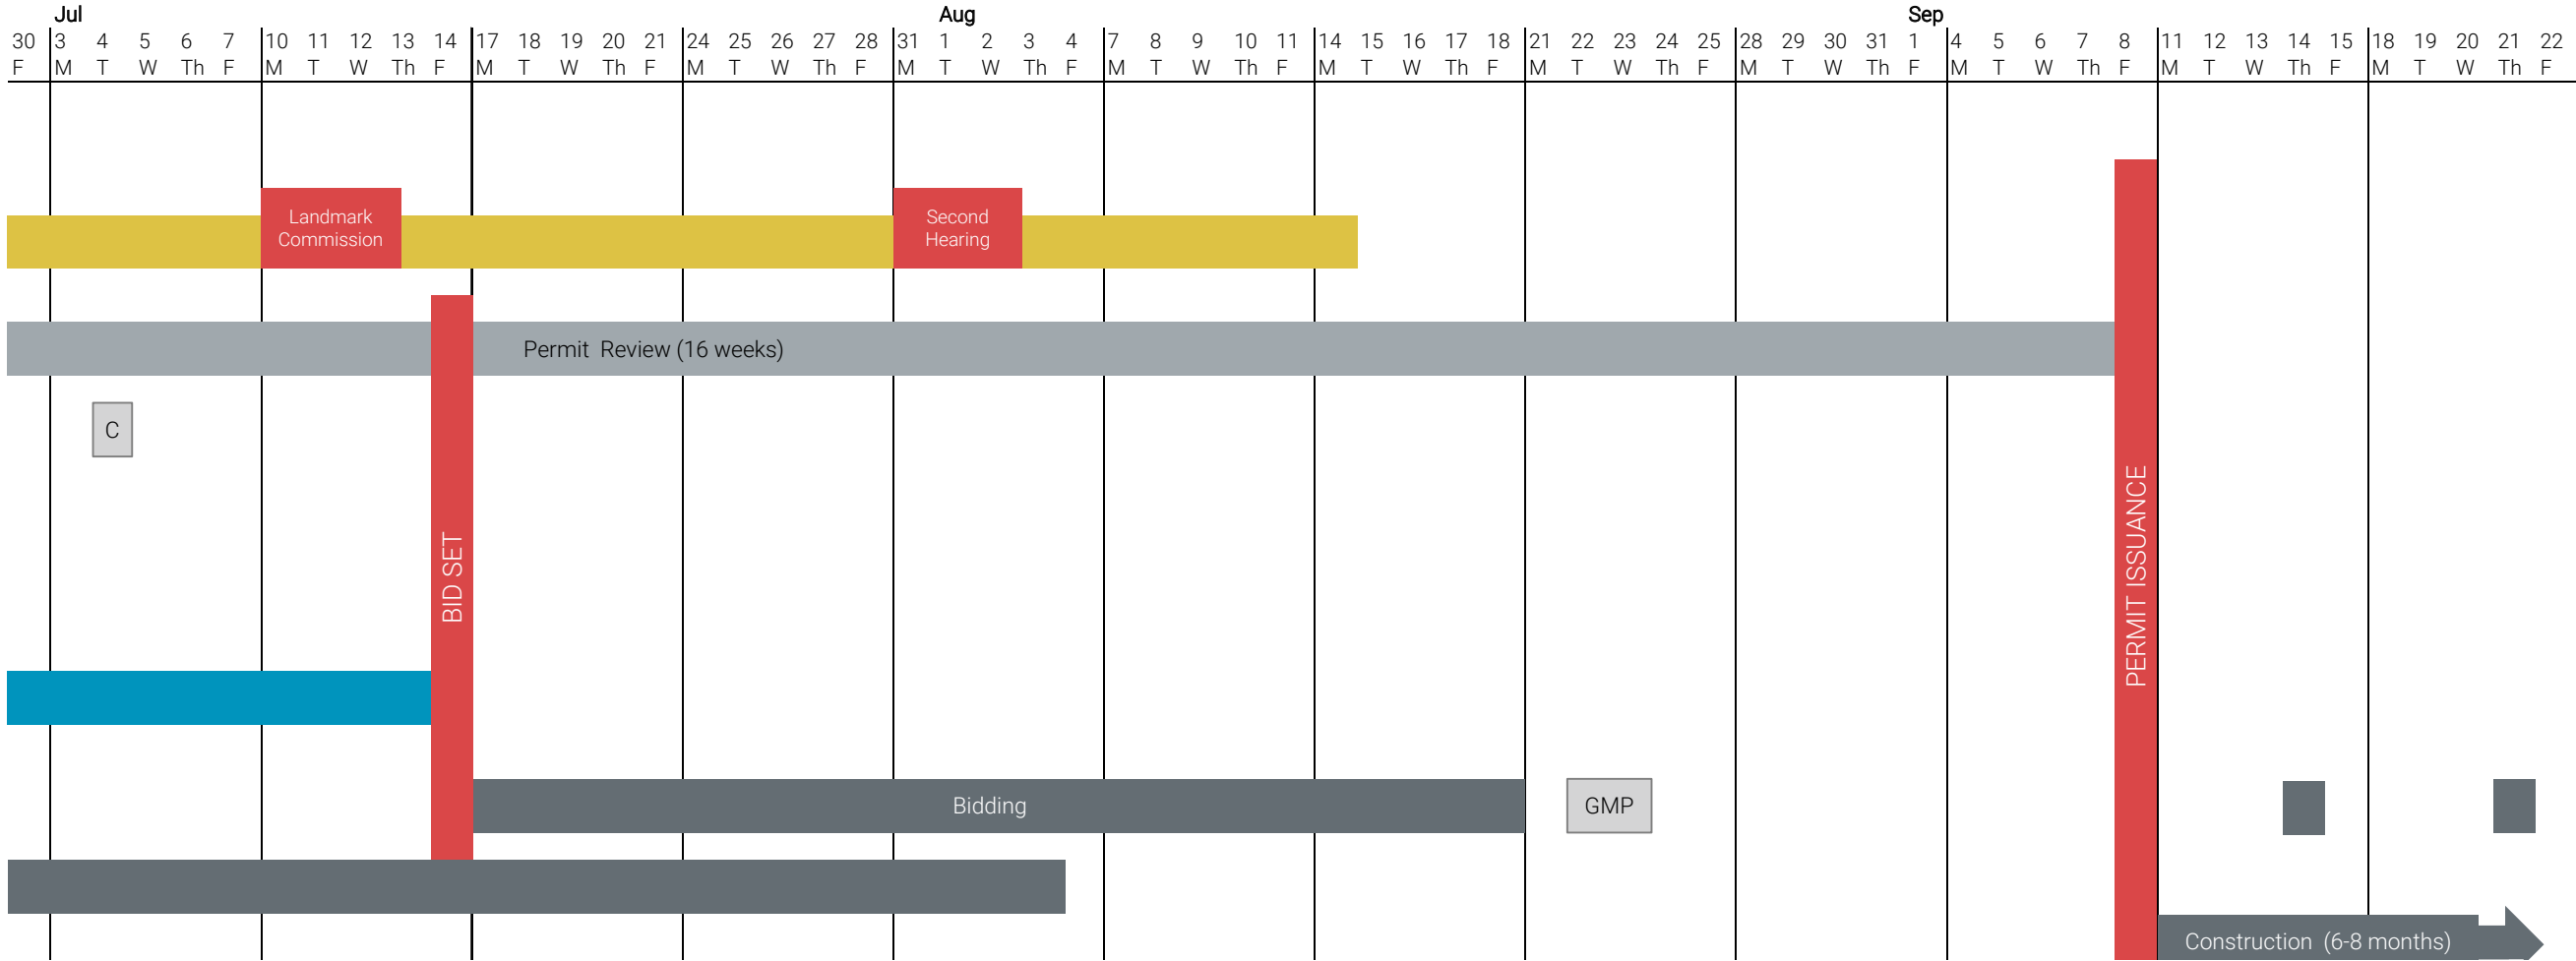 Jul Aug Sep
30 3 4 5 6 7 10 11 12 13 14 17 18 19 20 21 24 25 26 27 28 31 1 2 3 4 7 8 9 10 11 14 15 16 17 18 21 22 23 24 25 28 29 30 31 1 4 5 6 7 8 11 12 13 14 15 18 19 20 21 22
F M T W Th F M T W Th F M T W Th F M T W Th F M T W Th F M T W Th F M T W Th F M T W Th F M T W Th F M T W Th F M T W Th F M T W Th F
Landmark
Commission
Second
Hearing
Permit Review (16 weeks)
C
BID SET
PERMIT ISSUANCE
Bidding
GMP
Construction (6-8 months)